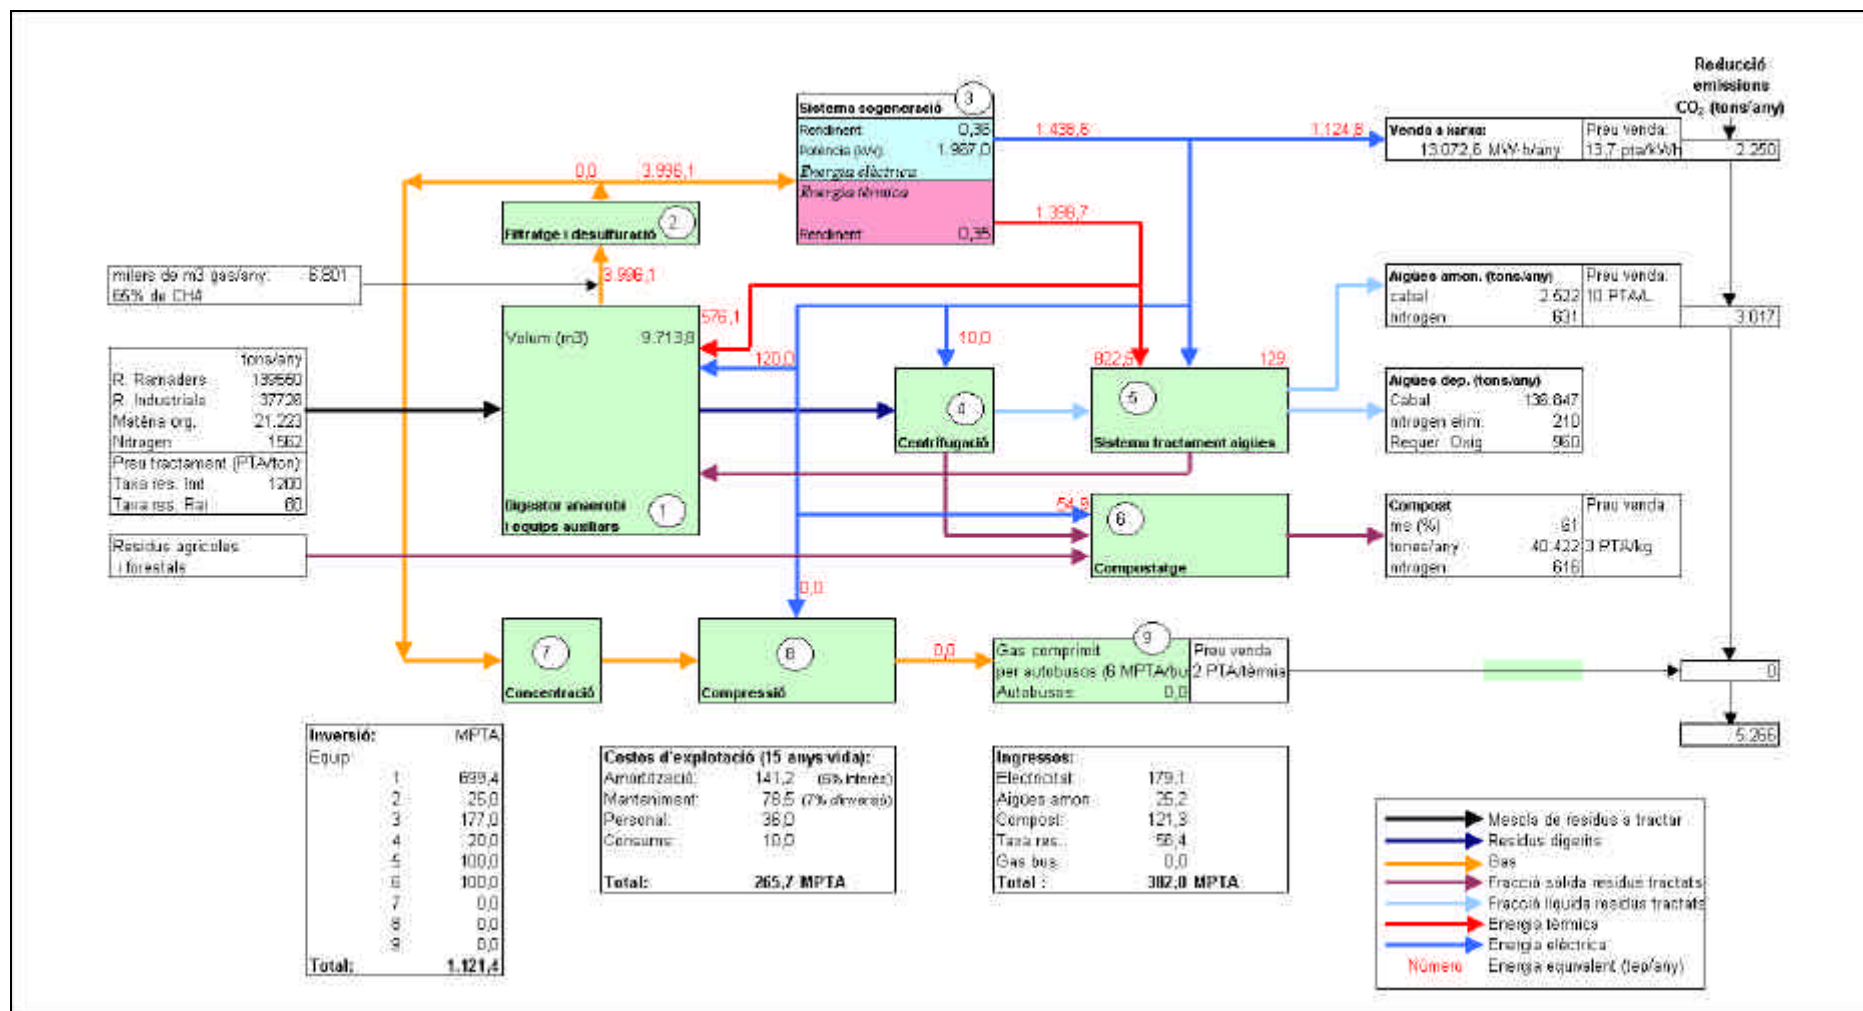 Reducció
emissions
CO₂ (tons/any)
Sistema cogeneració 3
Rendiment: 0,36
Potència (kW): 1.967,0
Energia elèctrica
Energia tèrmica
Rendiment: 0,35
1.438,6
1.124,8
Venda a xarxa:
13.072,6 MW·h/any
Preu venda:
13,7 pta/kWh
2.250
0,0
3.996,1
Filtratge i desulfuració 2
1.398,7
3.996,1
milers de m3 gas/any: 6.801
65% de CH4
Aigües amon. (tons/any)
cabal 2.522
nitrogen 631
Preu venda:
10 PTA/L
3.017
Volum (m3) 9.713,8
Digestor anaerobi
i equips auxiliars
1
576,1
120,0
10,0
822,6
129
tons/any
R. Ramaders
R. Industrials 37728
Matèria org. 21.223
Nitrogen 1562
Preu tractament (PTA/ton)
Taxa res. Ind 1200
Taxa res. Ra
4
Centrifugació
5
Sistema tractament aigües
Aigües dep. (tons/any)
Cabal
nitrogen elim. 210
Requer. Oxig
Residus agrícoles
i forestals
54,9
6
Compostatge
Compost
ms (%) 61
tones/any 40.422
nitrogen 616
Preu venda:
3 PTA/kg
0,0
7
Concentració
8
Compressió
0,0
9
Gas comprimit
per autobusos (6 MPTA/bu
Autobusos: 0,0
Preu venda
2 PTA/tèrmia
0
5.266
Inversió: MPTA
Equip
1 699,4
2 25,0
3 177,0
4 20,0
5 100,0
6 100,0
7 0,0
8 0,0
9 0,0
Total: 1.121,4
Costos d'explotació (15 anys vida):
Amortització: 141,2 (6% interès)
Manteniment: 78,5 (7% d'inversió)
Personal: 36,0
Consums: 10,0
Total: 265,7 MPTA
Ingressos:
Electricitat: 179,1
Aigües amon. 25,2
Compost: 121,3
Taxa res.: 56,4
Gas bus 0,0
Total : 382,0 MPTA
Mescla de residus a tractar
Residus digerits
Gas
Fracció sòlida residus tractats
Fracció líquida residus tractats
Energia tèrmica
Energia elèctrica
Número Energia equivalent (tep/any)